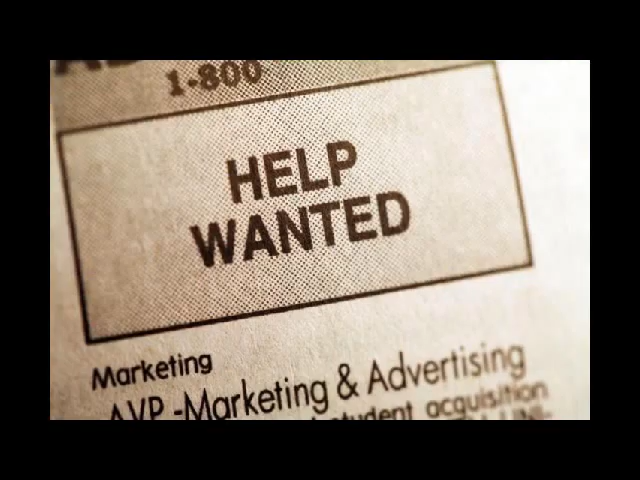 1-800
HELP
WANTED
Marketing
AVP -Marketing & Advertising
student acquisition